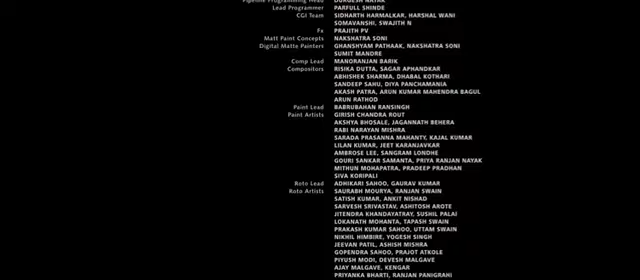 Pipeline Programming Head DURGESH NAYAK
Lead Programmer PARFULL SHINDE
CGI Team SIDHARTH HARMALKAR, HARSHAL WANI
SOMAVANSHI, SWAJITH N
Fx PRAJITH PV
Matt Paint Concepts NAKSHATRA SONI
Digital Matte Painters GHANSHYAM PATHAAK, NAKSHATRA SONI
SUMIT MANDRE
Comp Lead MANORANJAN BARIK
Compositors RISIKA DUTTA, SAGAR APHANDKAR
ABHISHEK SHARMA, DHABAL KOTHARI
SANDEEP SAHU, DIYA PANCHAMANIA
AKASH PATRA, ARUN KUMAR MAHENDRA BAGUL
ARUN RATHOD
Paint Lead BABRUBAHAN RANSINGH
Paint Artists GIRISH CHANDRA ROUT
AKSHYA BHOSALE, JAGANNATH BEHERA
RABI NARAYAN MISHRA
SARADA PRASANNA MAHANTY, KAJAL KUMAR
LILAN KUMAR, JEET KARANJAVKAR
AMBROSE LEE, SANGRAM LONDHE
GOURI SANKAR SAMANTA, PRIYA RANJAN NAYAK
MITHUN MOHAPATRA, PRADEEP PRADHAN
SIVA KORIPALI
Roto Lead ADHIKARI SAHOO, GAURAV KUMAR
Roto Artists SAURABH MOURYA, RANJAN SWAIN
SATISH KUMAR, ANKIT NISHAD
SARVESH SRIVASTAV, ASHITOSH AROTE
JITENDRA KHANDAYATRAY, SUSHIL PALAI
LOKANATH MOHANTA, TAPASH SWAIN
PRAKASH KUMAR SAHOO, UTTAM SWAIN
NIKHIL HIMBIRE, YOGESH SINGH
JEEVAN PATIL, ASHISH MISHRA
GOPENDRA SAHOO, PRAJOT ATKOLE
PIYUSH MODI, DEVESH MALGAVE
AJAY MALGAVE, KENGAR
PRIYANKA BHARTI, RANJAN PANIGRAHI